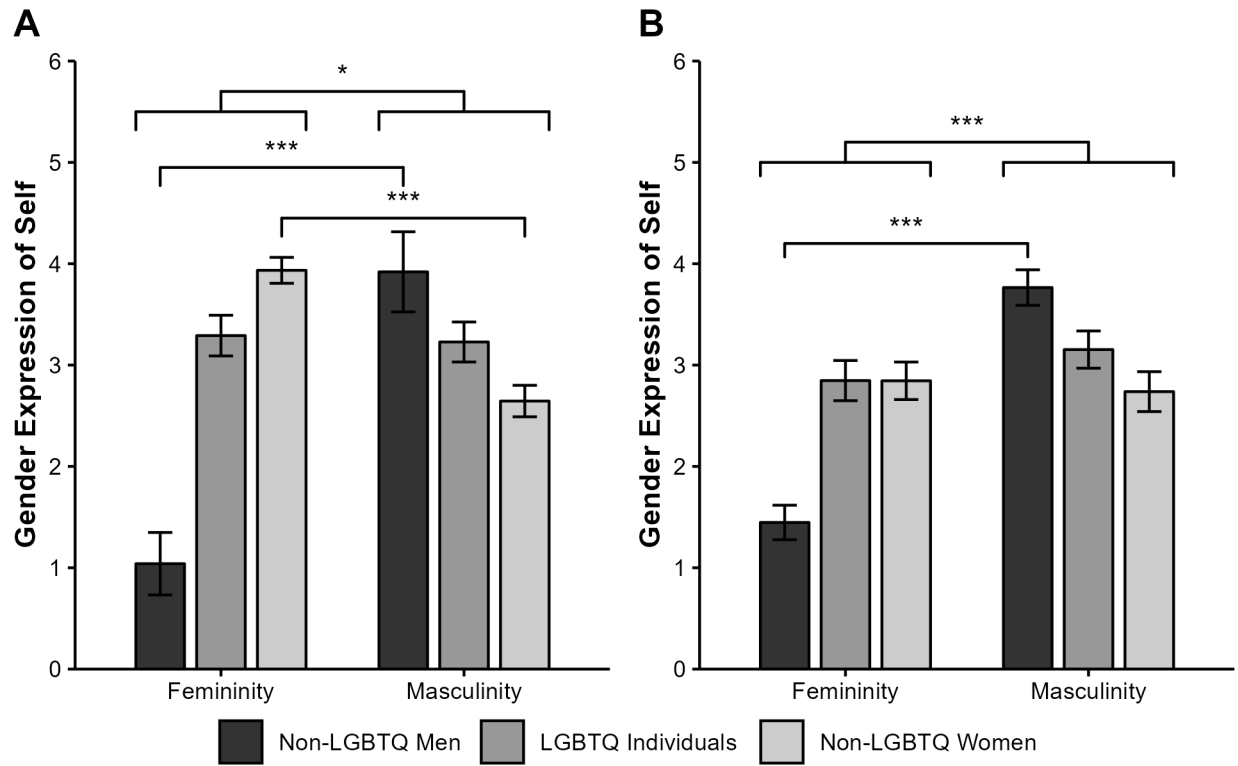 A
Gender Expression of Self
6
5
4
3
2
1
0
*
***
***
Femininity
Masculinity
B
Gender Expression of Self
6
5
4
3
2
1
0
***
***
Femininity
Masculinity
Non-LGBTQ Men
LGBTQ Individuals
Non-LGBTQ Women